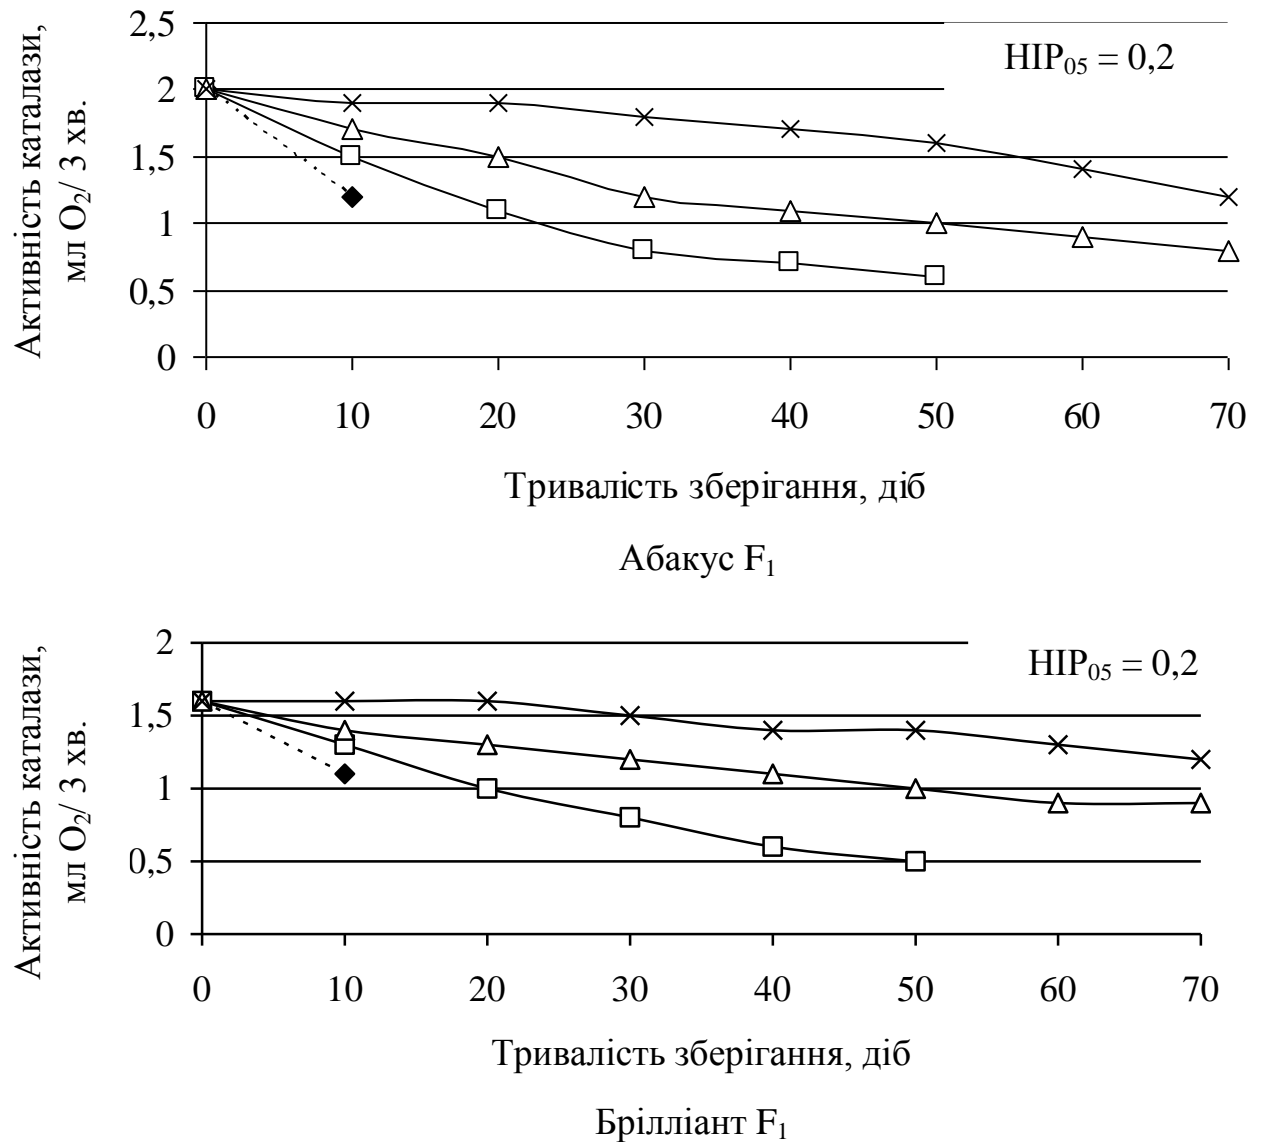 Активність каталази,
мл O₂/ 3 хв.
2,5
2
1,5
1
0,5
0
НІР₀₅ = 0,2
0 10 20 30 40 50 60 70
Тривалість зберігання, діб
Абакус F₁
Активність каталази,
мл O₂/ 3 хв.
2
1,5
1
0,5
0
НІР₀₅ = 0,2
0 10 20 30 40 50 60 70
Тривалість зберігання, діб
Брілліант F₁